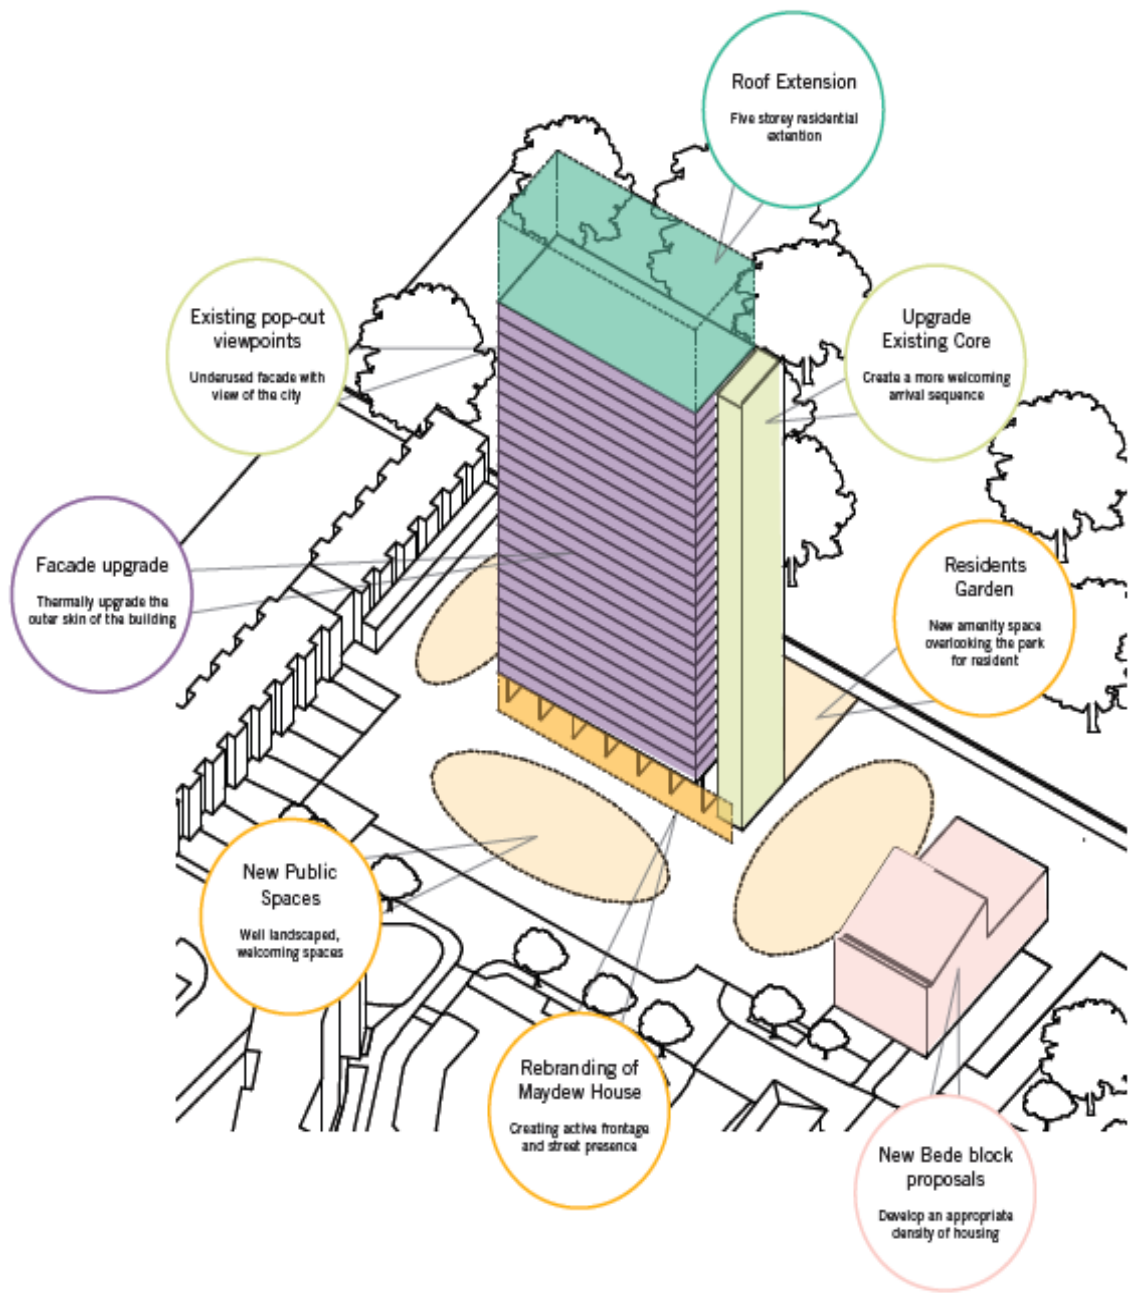 Roof Extension
Five storey residential
extention
Existing pop-out
viewpoints
Underused facade with
view of the city
Upgrade
Existing Core
Create a more welcoming
arrival sequence
Facade upgrade
Thermally upgrade the
outer skin of the building
Residents
Garden
New amenity space
overlooking the park
for resident
New Public
Spaces
Well landscaped,
welcoming spaces
Rebranding of
Maydew House
Creating active frontage
and street presence
New Bede block
proposals
Develop an appropriate
density of housing